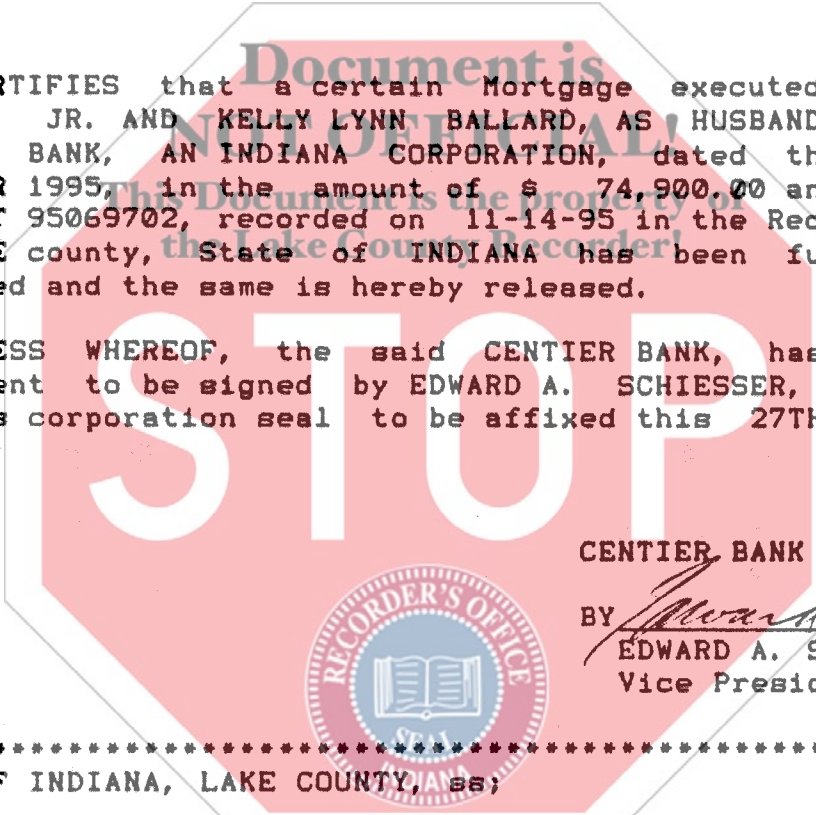 Document is
RTIFIES that a certain Mortgage executed
NOT OFFICIAL!
JR. AND KELLY LYNN BALLARD, AS HUSBAND
BANK, AN INDIANA CORPORATION, dated th
R 1995, in the amount of $ 74,900.00 an
This Document is the property of
T 95069702, recorded on 11-14-95 in the Rec
the Lake County Recorder!
E county, State of INDIANA has been fu
ed and the same is hereby released.
ESS WHEREOF, the said CENTIER BANK, has
ent to be signed by EDWARD A. SCHIESSER,
s corporation seal to be affixed this 27TH
STOP
CENTIER BANK
BY Edward
EDWARD A. S
Vice Presid
RECORDER'S OFFICE
SEAL
INDIANA
**********************************************
F INDIANA, LAKE COUNTY, ss;